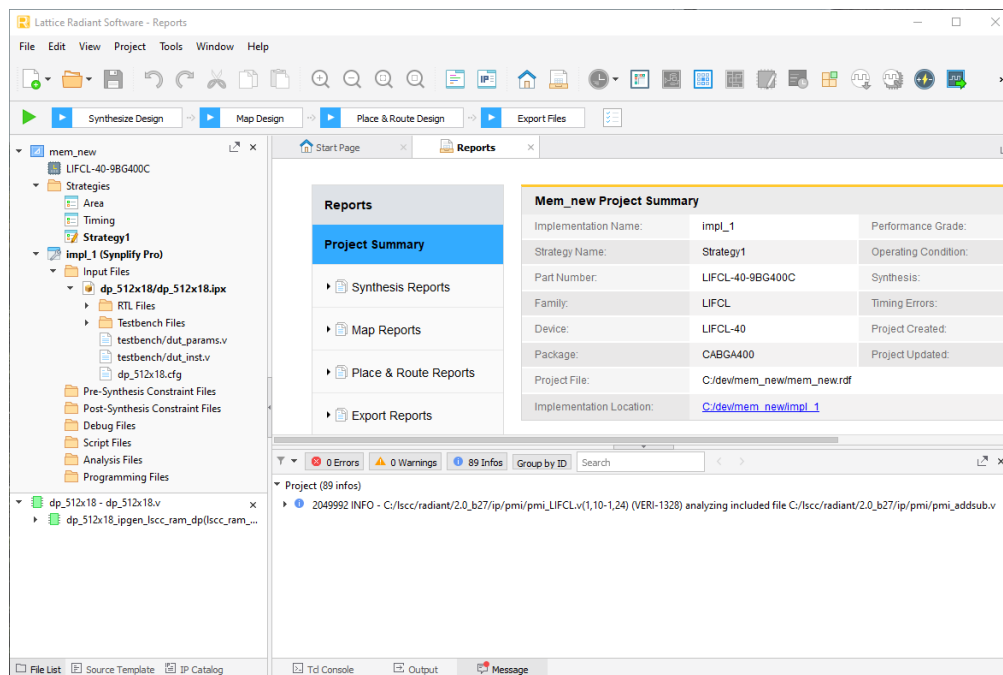 Lattice Radiant Software - Reports
File Edit View Project Tools Window Help
Synthesize Design Map Design Place & Route Design Export Files
mem_new
LIFCL-40-9BG400C
Strategies
Area
Timing
Strategy1
impl_1 (Synplify Pro)
Input Files
dp_512x18/dp_512x18.ipx
RTL Files
Testbench Files
testbench/dut_params.v
testbench/dut_inst.v
dp_512x18.cfg
Pre-Synthesis Constraint Files
Post-Synthesis Constraint Files
Debug Files
Script Files
Analysis Files
Programming Files
dp_512x18 - dp_512x18.v
dp_512x18_ipgen_lscc_ram_dp(lscc_ram_...
File List Source Template IP Catalog
Start Page Reports
Reports
Project Summary
Synthesis Reports
Map Reports
Place & Route Reports
Export Reports
Mem_new Project Summary
Implementation Name: impl_1 Performance Grade:
Strategy Name: Strategy1 Operating Condition:
Part Number: LIFCL-40-9BG400C Synthesis:
Family: LIFCL Timing Errors:
Device: LIFCL-40 Project Created:
Package: CABGA400 Project Updated:
Project File: C:/dev/mem_new/mem_new.rdf
Implementation Location: C:/dev/mem_new/impl_1
0 Errors 0 Warnings 89 Infos Group by ID Search
Project (89 infos)
2049992 INFO - C:/lscc/radiant/2.0_b27/ip/pmi/pmi_LIFCL.v(1,10-1,24) (VERI-1328) analyzing included file C:/lscc/radiant/2.0_b27/ip/pmi/pmi_addsub.v
Tcl Console Output Message